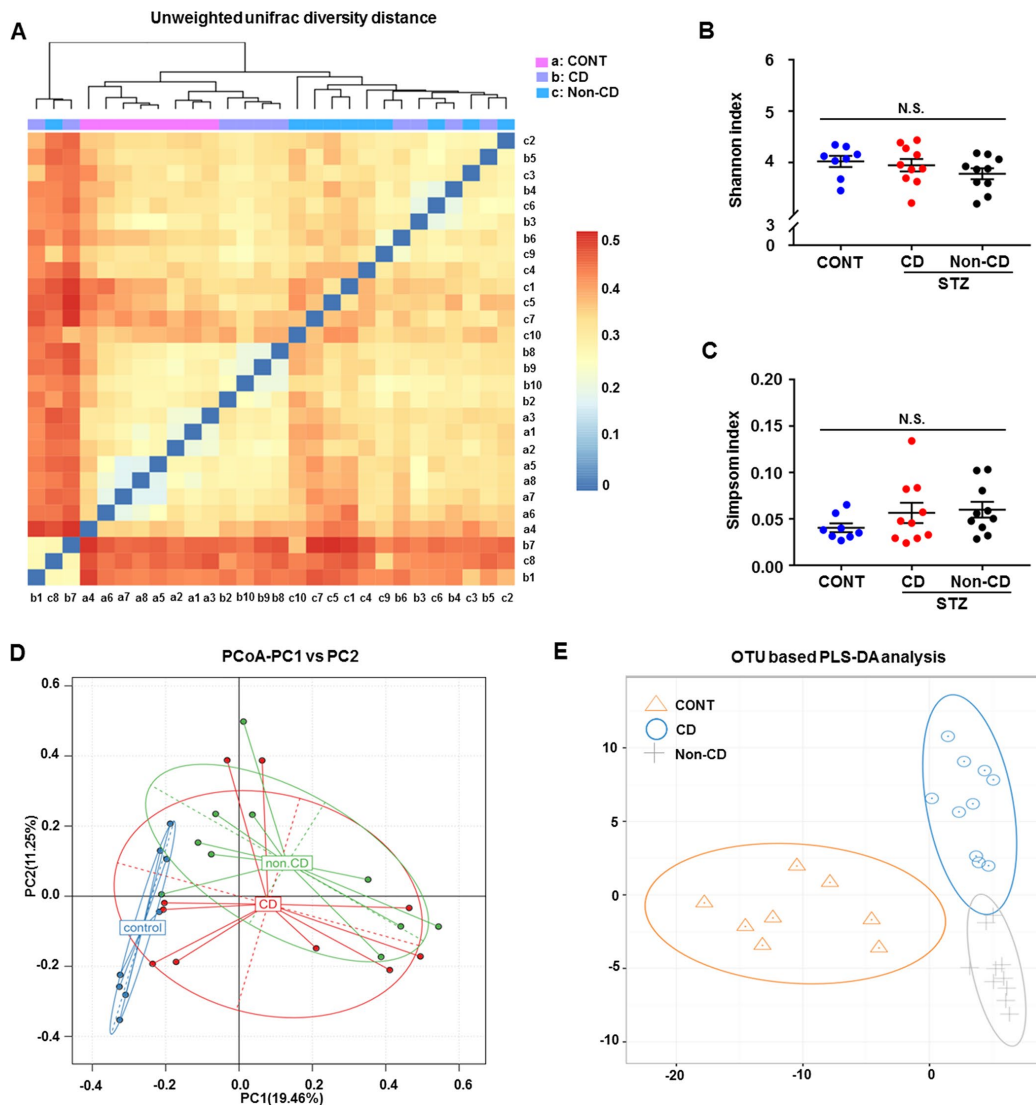 A
Unweighted unifrac diversity distance
a: CONT
b: CD
c: Non-CD
c2
b5
c3
b4
c6
b3
b6
c9
c4
c1
c5
c7
c10
b8
b9
b10
b2
a3
a1
a2
a5
a8
a7
a6
a4
b7
c8
b1
b1 c8 b7 a4 a6 a7 a8 a5 a2 a1 a3 b2 b10 b9 b8 c10 c7 c5 c1 c4 c9 b6 b3 c6 b4 c3 b5 c2
0.5
0.4
0.3
0.2
0.1
0
B
Shannon index
6
4
3
0
N.S.
CONT CD Non-CD
STZ
C
Simpsom index
0.20
0.15
0.10
0.05
0.00
N.S.
CONT CD Non-CD
STZ
D
PCoA-PC1 vs PC2
PC2(11.25%)
0.6
0.4
0.2
0.0
-0.2
-0.4
non.CD
CD
control
-0.4 -0.2 0.0 0.2 0.4 0.6
PC1(19.46%)
E
OTU based PLS-DA analysis
CONT
CD
Non-CD
10
5
0
-5
-10
-20 -10 0